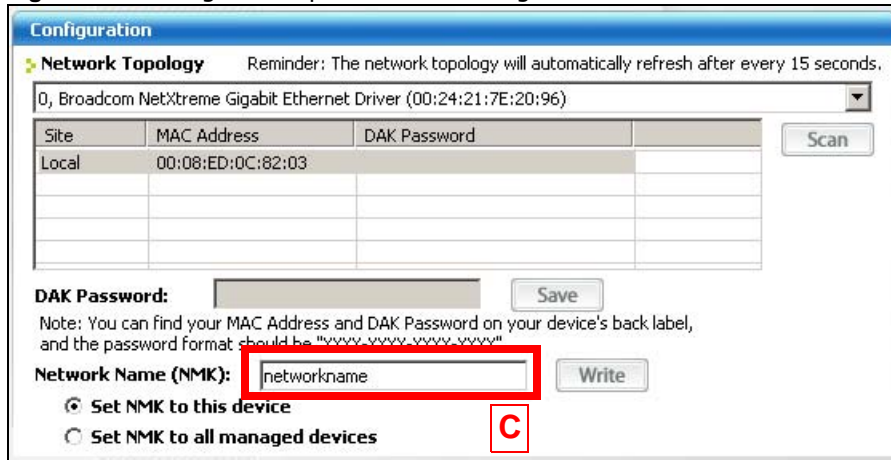 Configuration
Network Topology Reminder: The network topology will automatically refresh after every 15 seconds.
0, Broadcom NetXtreme Gigabit Ethernet Driver (00:24:21:7E:20:96)
Site MAC Address DAK Password
Scan
Local 00:08:ED:0C:82:03
DAK Password: Save
Note: You can find your MAC Address and DAK Password on your device's back label,
and the password format should be "XXXX-XXXX-XXXX-XXXX"
Network Name (NMK): networkname Write
Set NMK to this device
Set NMK to all managed devices
C